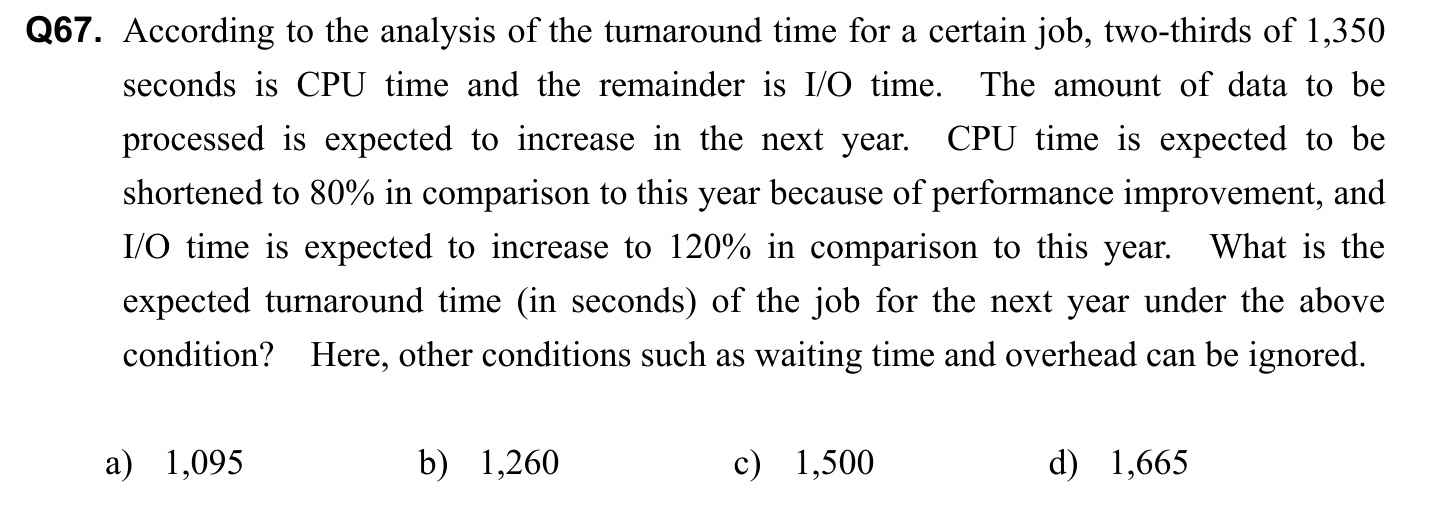 Q67. According to the analysis of the turnaround time for a certain job, two-thirds of 1,350
seconds is CPU time and the remainder is I/O time. The amount of data to be
processed is expected to increase in the next year. CPU time is expected to be
shortened to 80% in comparison to this year because of performance improvement, and
I/O time is expected to increase to 120% in comparison to this year. What is the
expected turnaround time (in seconds) of the job for the next year under the above
condition? Here, other conditions such as waiting time and overhead can be ignored.
a) 1,095 b) 1,260 c) 1,500 d) 1,665